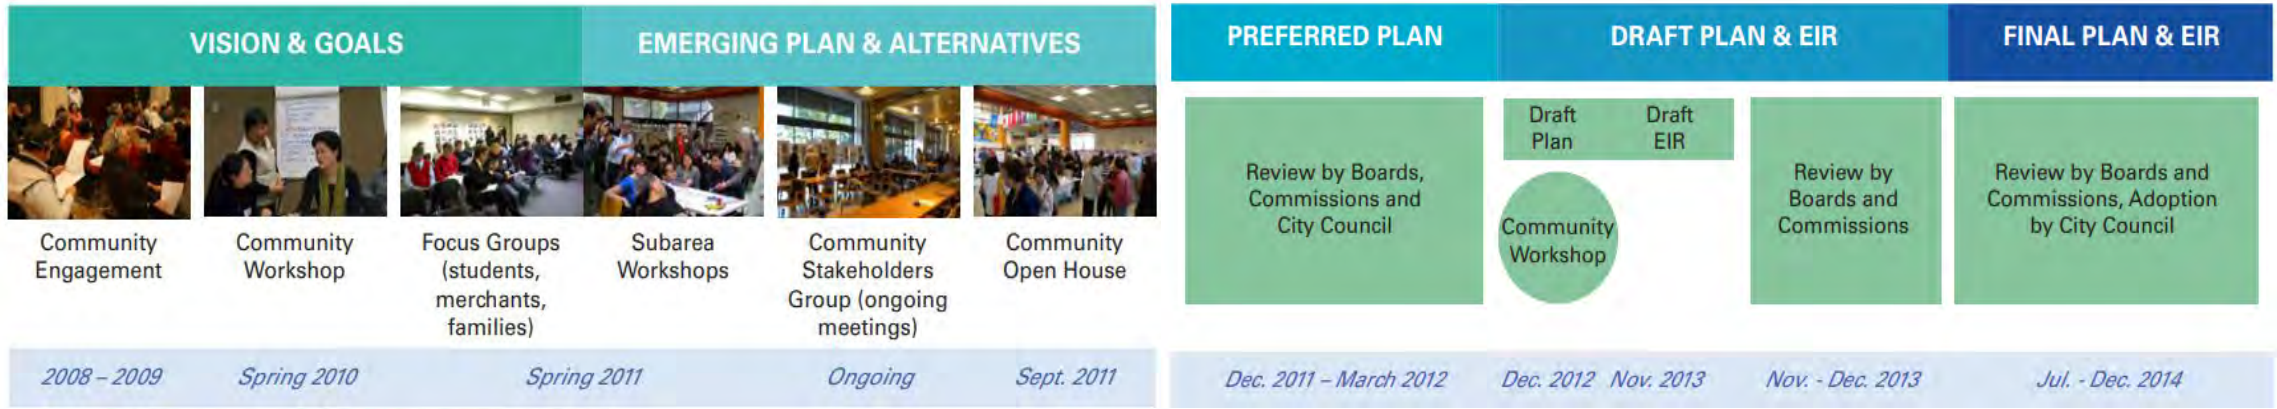 VISION & GOALS
EMERGING PLAN & ALTERNATIVES
PREFERRED PLAN
DRAFT PLAN & EIR
FINAL PLAN & EIR
Community
Engagement
Community
Workshop
Focus Groups
(students,
merchants,
families)
Subarea
Workshops
Community
Stakeholders
Group (ongoing
meetings)
Community
Open House
Review by Boards,
Commissions and
City Council
Draft
Plan
Draft
EIR
Community
Workshop
Review by
Boards and
Commissions
Review by Boards and
Commissions, Adoption
by City Council
2008 – 2009
Spring 2010
Spring 2011
Ongoing
Sept. 2011
Dec. 2011 – March 2012
Dec. 2012
Nov. 2013
Nov. - Dec. 2013
Jul. - Dec. 2014